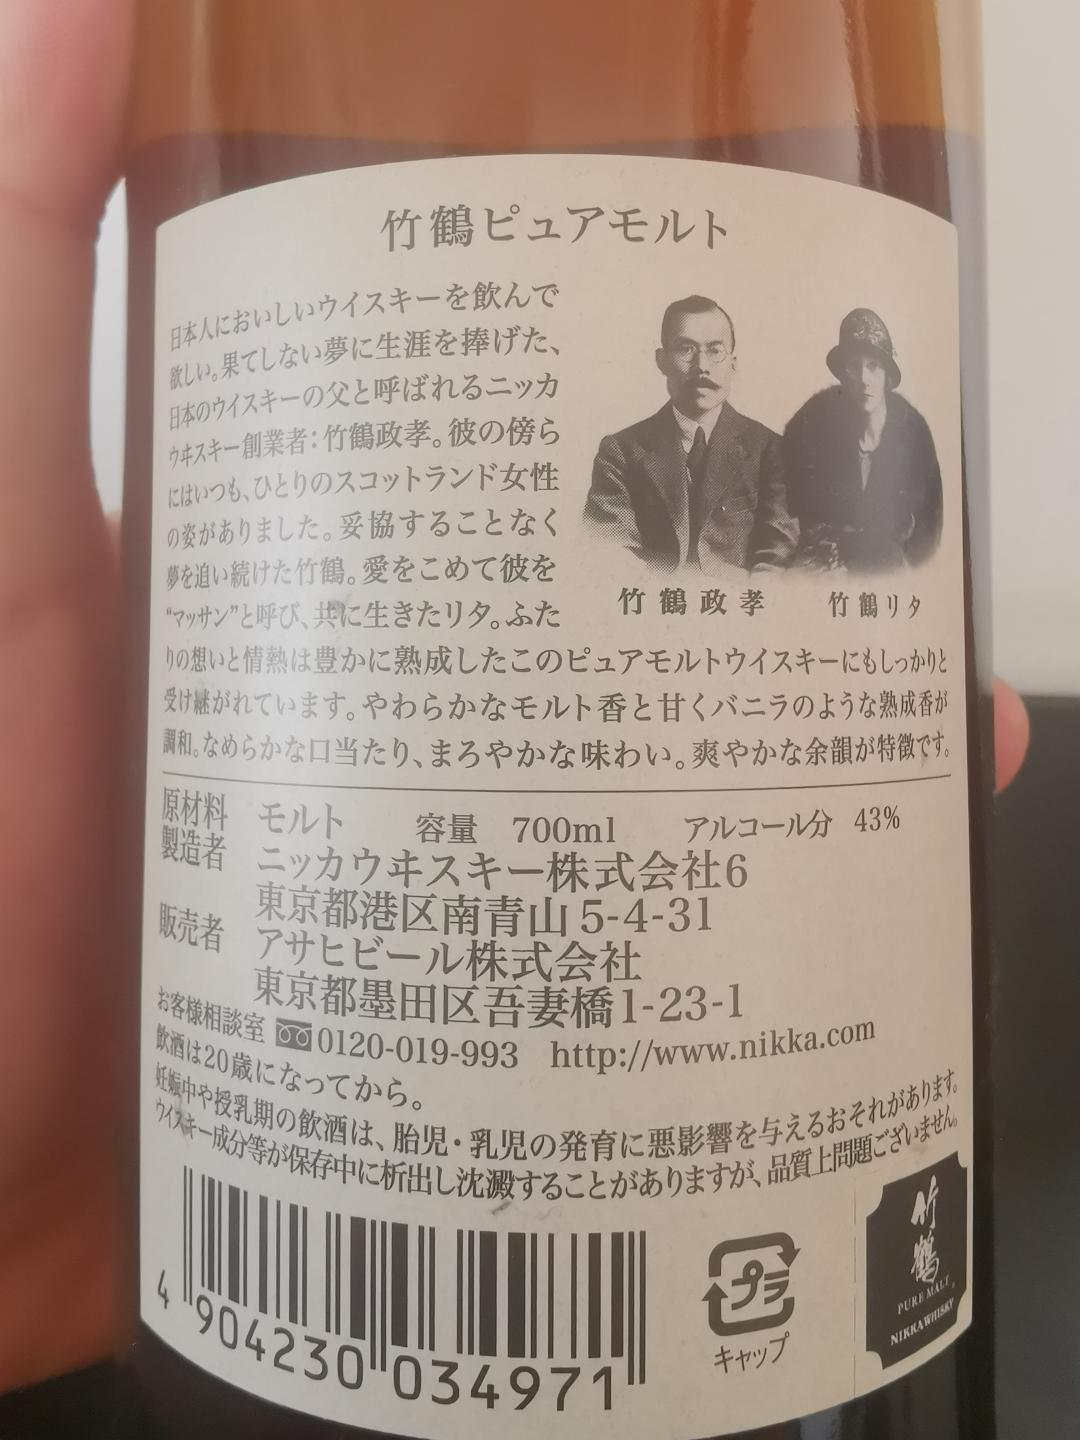 竹鶴ピュアモルト
日本人においしいウイスキーを飲んで
欲しい。果てしない夢に生涯を捧げた、
日本のウイスキーの父と呼ばれるニッカ
ウヰスキー創業者：竹鶴政孝。彼の傍ら
にはいつも、ひとりのスコットランド女性
の姿がありました。妥協することなく
夢を追い続けた竹鶴。愛をこめて彼を
“マッサン”と呼び、共に生きたリタ。ふた
りの想いと情熱は豊かに熟成したこのピュアモルトウイスキーにもしっかりと
受け継がれています。やわらかなモルト香と甘くバニラのような熟成香が
調和。なめらかな口当たり、まろやかな味わい。爽やかな余韻が特徴です。
竹鶴政孝 竹鶴リタ
原材料 モルト 容量 700ml アルコール分 43%
製造者 ニッカウヰスキー株式会社6
東京都港区南青山5-4-31
販売者 アサヒビール株式会社
東京都墨田区吾妻橋1-23-1
お客様相談室 0120-019-993 http://www.nikka.com
飲酒は20歳になってから。
妊娠中や授乳期の飲酒は、胎児・乳児の発育に悪影響を与えるおそれがあります。
ウイスキー成分等が保存中に析出し沈澱することがありますが、品質上問題ございません。
4 904230 034971
プラ
キャップ
竹鶴
PURE MALT
NIKKA WHISKY